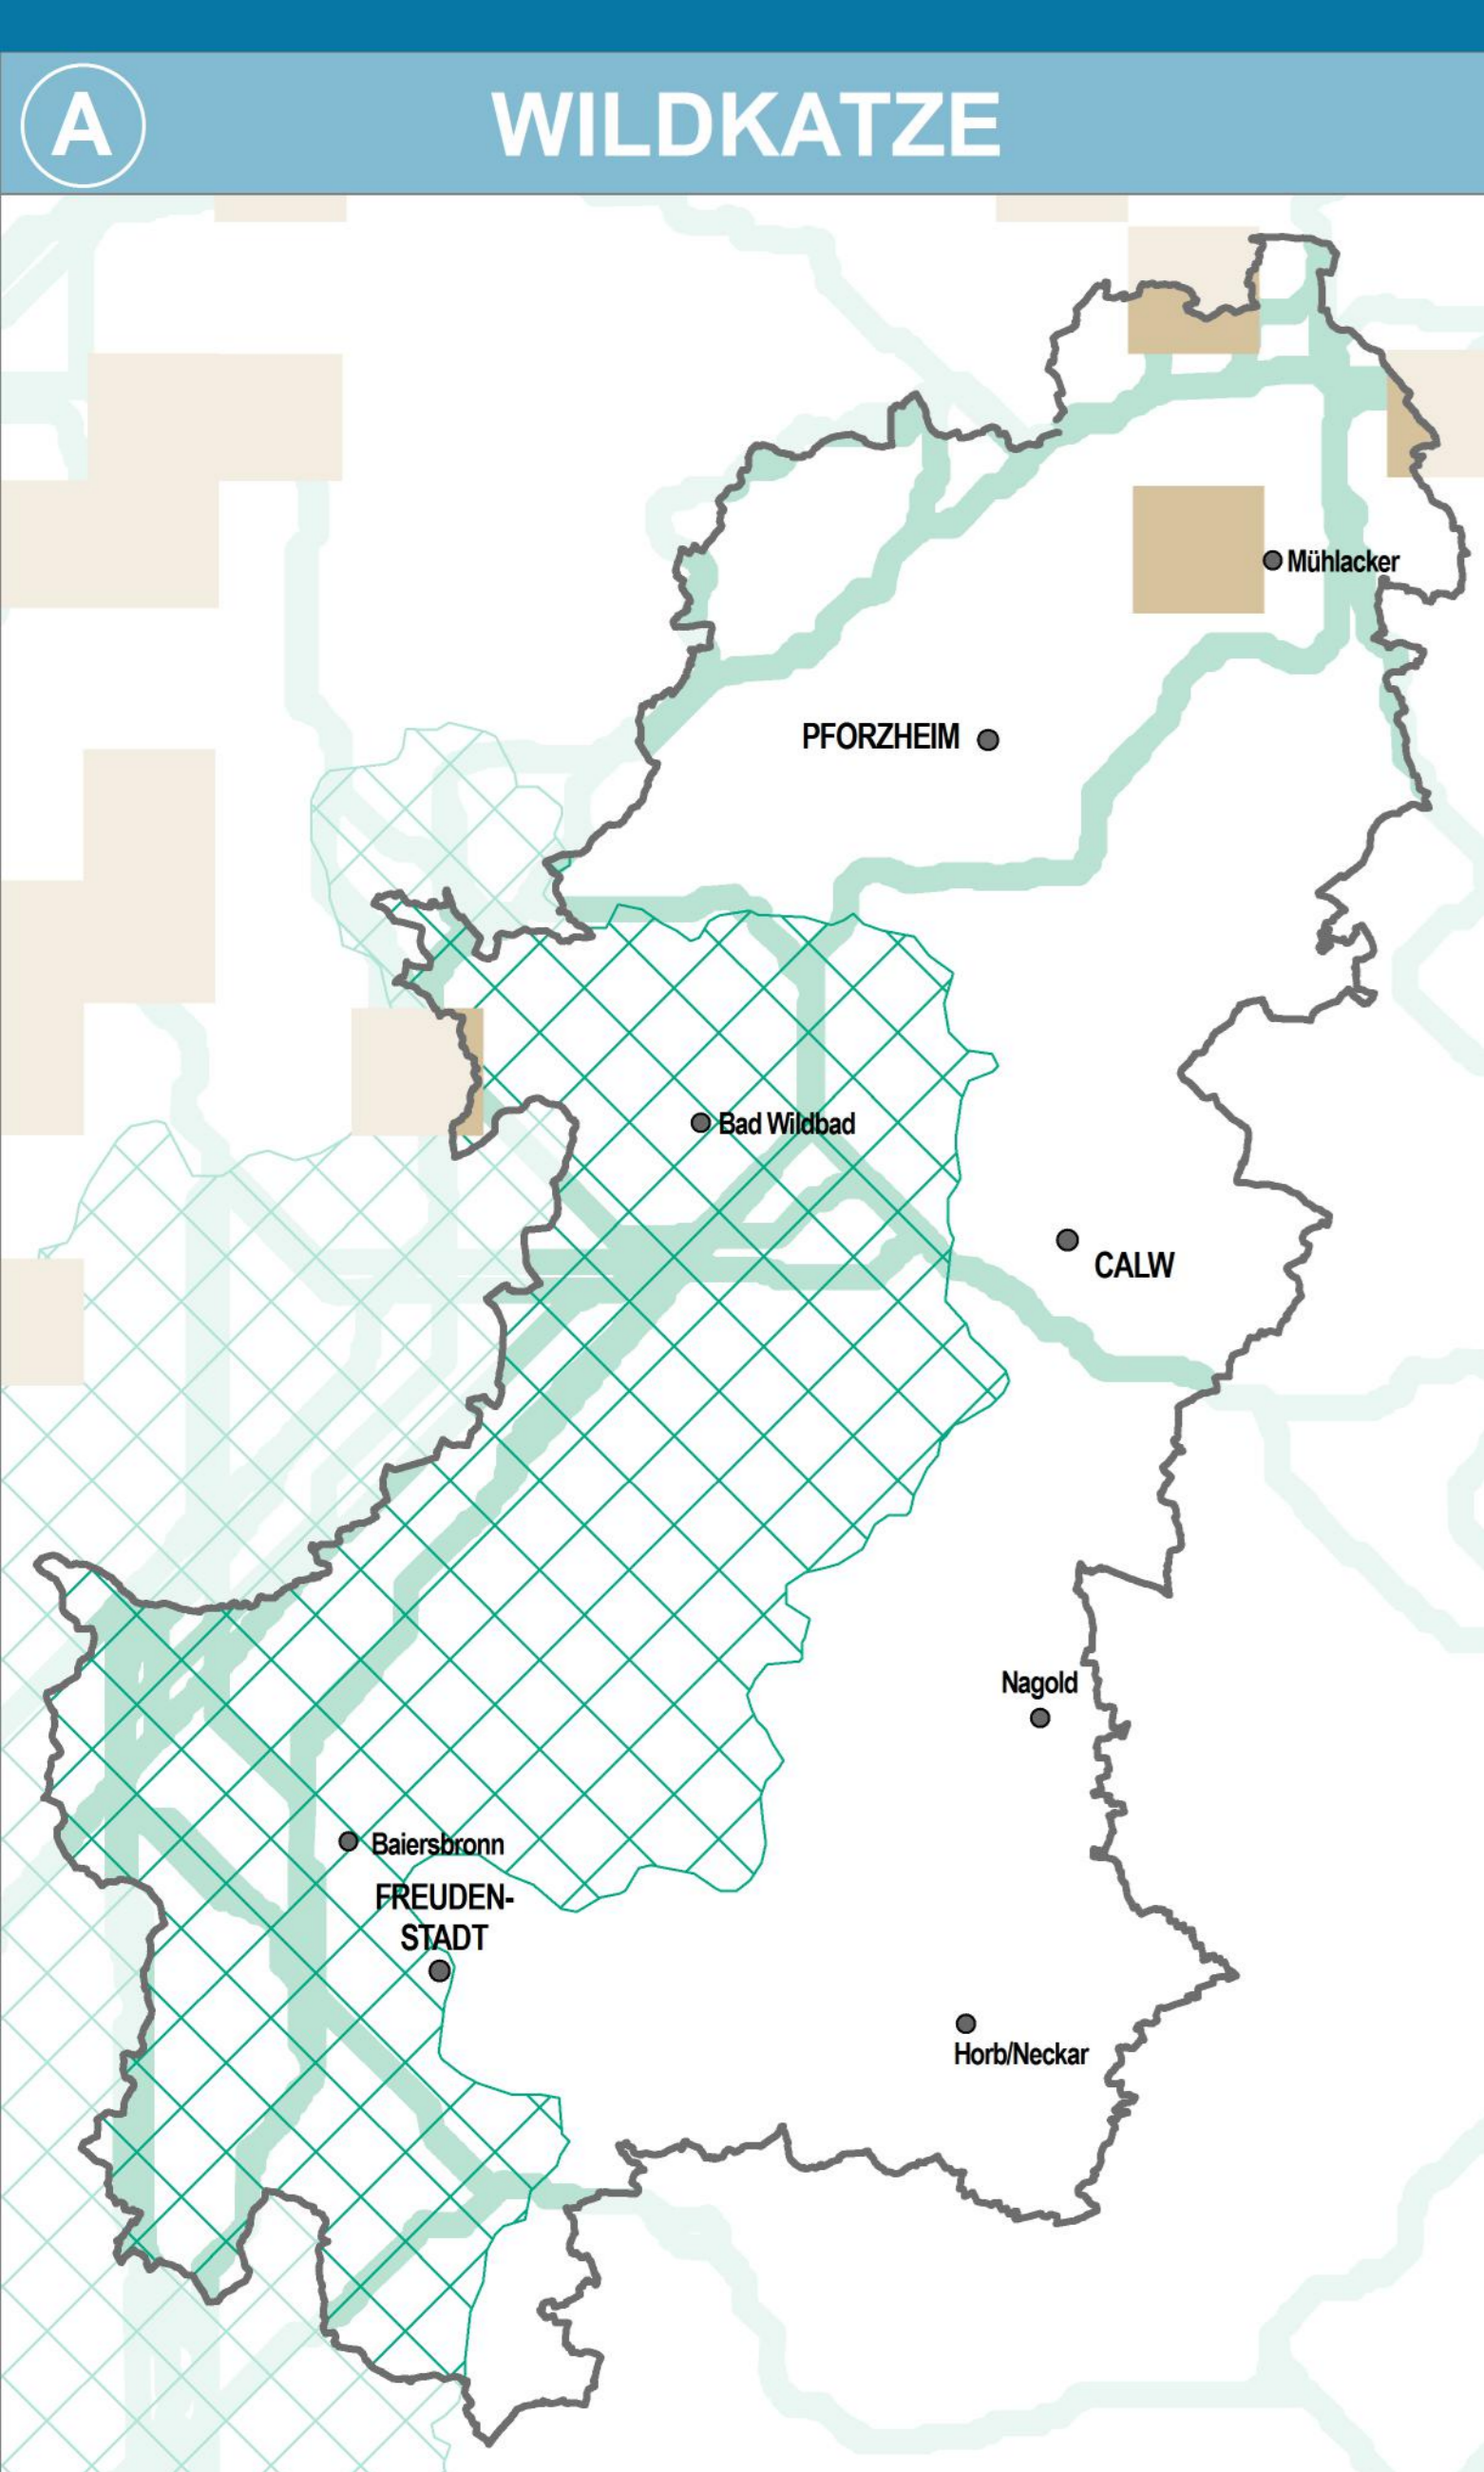 A
WILDKATZE
Mühlacker
PFORZHEIM
Bad Wildbad
CALW
Nagold
Baiersbronn
FREUDEN-
STADT
Horb/Neckar